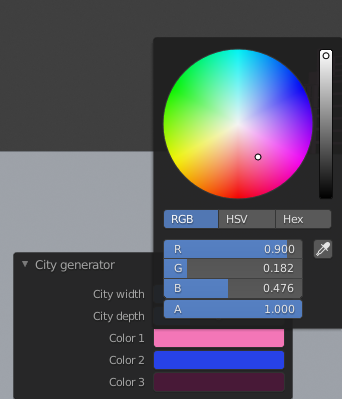 RGB HSV Hex
R 0.900
G 0.182
B 0.476
A 1.000
City generator
City width
City depth
Color 1
Color 2
Color 3